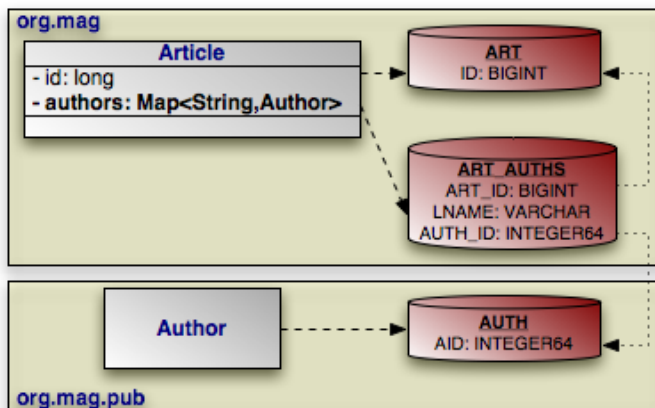 org.mag
Article
- id: long
- authors: Map<String,Author>
ART
ID: BIGINT
ART_AUTHS
ART_ID: BIGINT
LNAME: VARCHAR
AUTH_ID: INTEGER64
Author
AUTH
AID: INTEGER64
org.mag.pub